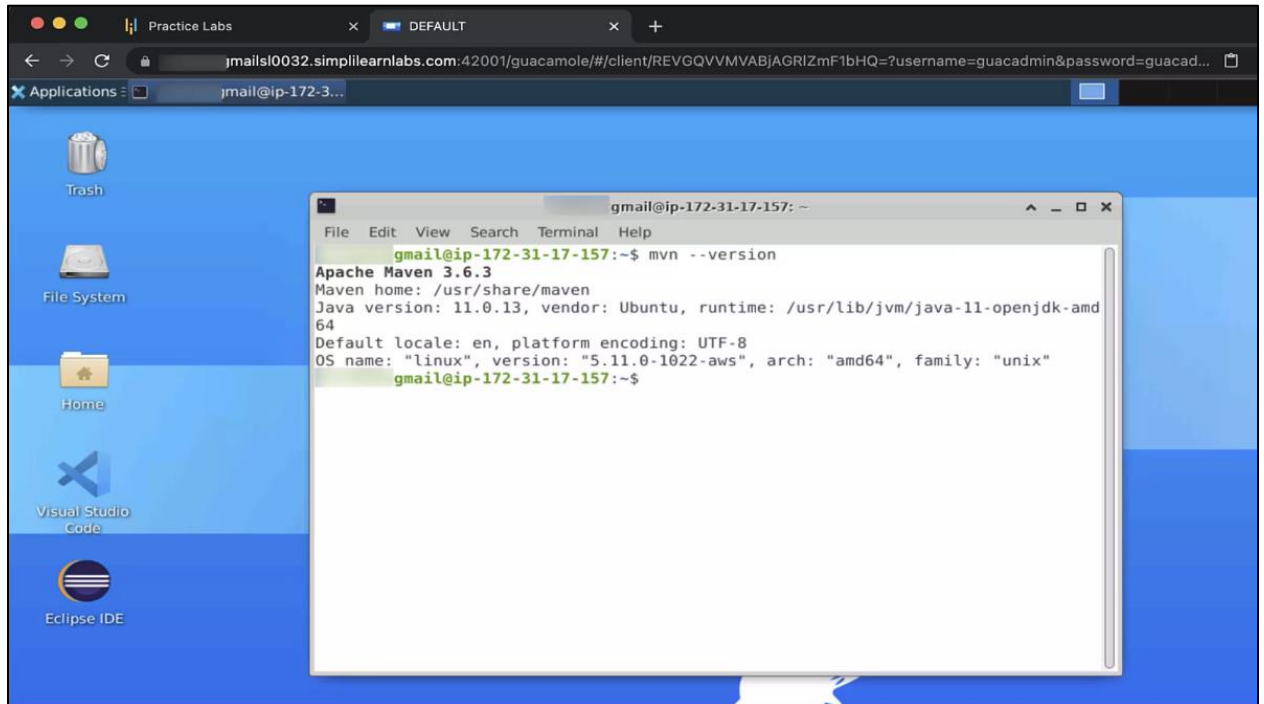 Practice Labs
DEFAULT
jmailsl0032.simplilearnlabs.com:42001/guacamole/#/client/REVGQVVMVABjAGRlZmF1bHQ=?username=guacadmin&password=guacad...
Applications
jmail@ip-172-3...
Trash
File System
Home
Visual Studio
Code
Eclipse IDE
gmail@ip-172-31-17-157: ~
File Edit View Search Terminal Help
gmail@ip-172-31-17-157:~$ mvn --version
Apache Maven 3.6.3
Maven home: /usr/share/maven
Java version: 11.0.13, vendor: Ubuntu, runtime: /usr/lib/jvm/java-11-openjdk-amd
64
Default locale: en, platform encoding: UTF-8
OS name: "linux", version: "5.11.0-1022-aws", arch: "amd64", family: "unix"
gmail@ip-172-31-17-157:~$